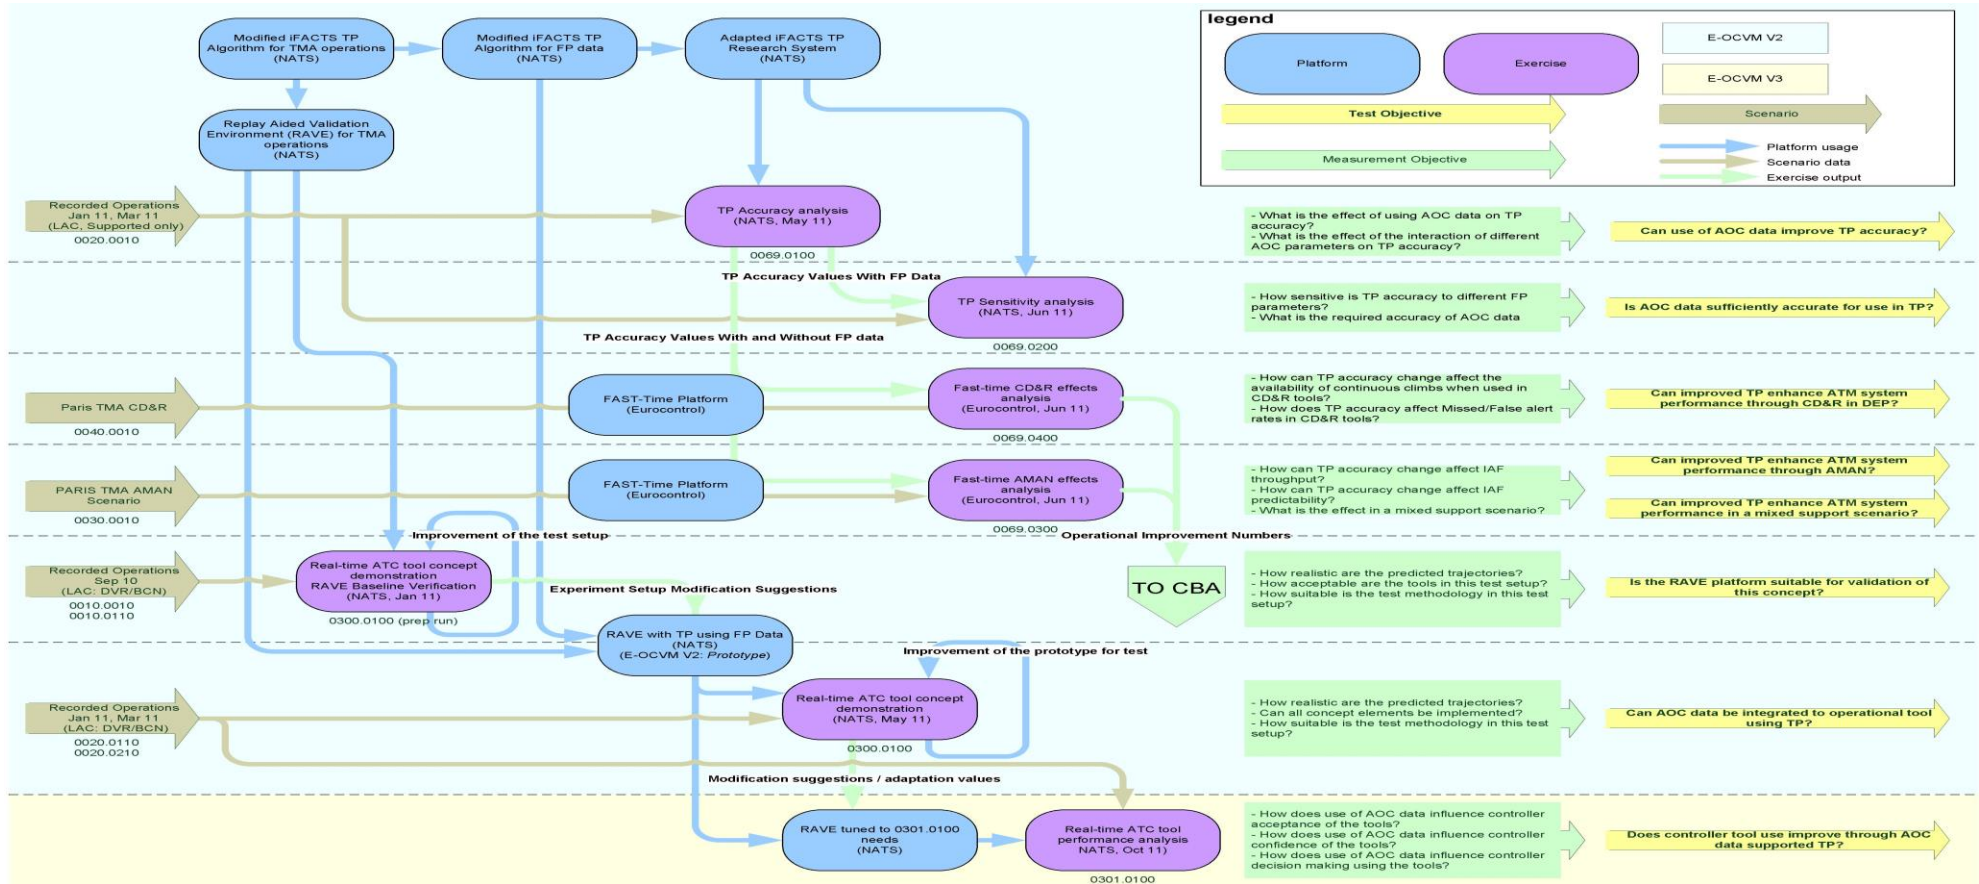 legend
Modified iFACTS TP
Algorithm for TMA operations
(NATS)
Modified iFACTS TP
Algorithm for FP data
(NATS)
Adapted iFACTS TP
Research System
(NATS)
Platform
Exercise
E-OCVM V2
E-OCVM V3
Test Objective
Scenario
Measurement Objective
Platform usage
Scenario data
Exercise output
Replay Aided Validation
Environment (RAVE) for TMA
operations
(NATS)
Recorded Operations
Jan 11, Mar 11
(LAC, Supported only)
0020.0010
TP Accuracy analysis
(NATS, May 11)
0069.0100
- What is the effect of using AOC data on TP
accuracy?
- What is the effect of the interaction of different
AOC parameters on TP accuracy?
Can use of AOC data improve TP accuracy?
TP Accuracy Values With FP Data
TP Sensitivity analysis
(NATS, Jun 11)
0069.0200
- How sensitive is TP accuracy to different FP
parameters?
- What is the required accuracy of AOC data
Is AOC data sufficiently accurate for use in TP?
TP Accuracy Values With and Without FP data
Paris TMA CD&R
0040.0010
FAST-Time Platform
(Eurocontrol)
Fast-time CD&R effects
analysis
(Eurocontrol, Jun 11)
0069.0400
- How can TP accuracy change affect the
availability of continuous climbs when used in
CD&R tools?
- How does TP accuracy affect Missed/False alert
rates in CD&R tools?
Can improved TP enhance ATM system
performance through CD&R in DEP?
PARIS TMA AMAN
Scenario
0030.0010
FAST-Time Platform
(Eurocontrol)
Fast-time AMAN effects
analysis
(Eurocontrol, Jun 11)
0069.0300
- How can TP accuracy change affect IAF
throughput?
- How can TP accuracy change affect IAF
predictability?
- What is the effect in a mixed support scenario?
Can improved TP enhance ATM system
performance through AMAN?
Can improved TP enhance ATM system
performance in a mixed support scenario?
Improvement of the test setup
Operational Improvement Numbers
Recorded Operations
Sep 10
(LAC: DVR/BCN)
0010.0010
0010.0110
Real-time ATC tool concept
demonstration
RAVE Baseline Verification
(NATS, Jan 11)
0300.0100 (prep run)
Experiment Setup Modification Suggestions
TO CBA
- How realistic are the predicted trajectories?
- How acceptable are the tools in this test setup?
- How suitable is the test methodology in this test
setup?
Is the RAVE platform suitable for validation of
this concept?
RAVE with TP using FP Data
(NATS)
(E-OCVM V2: Prototype)
Improvement of the prototype for test
Recorded Operations
Jan 11, Mar 11
(LAC: DVR/BCN)
0020.0110
0020.0210
Real-time ATC tool concept
demonstration
(NATS, May 11)
0300.0100
- How realistic are the predicted trajectories?
- Can all concept elements be implemented?
- How suitable is the test methodology in this test
setup?
Can AOC data be integrated to operational tool
using TP?
Modification suggestions / adaptation values
RAVE tuned to 0301.0100
needs
(NATS)
Real-time ATC tool
performance analysis
NATS, Oct 11)
0301.0100
- How does use of AOC data influence controller
acceptance of the tools?
- How does use of AOC data influence controller
confidence of the tools?
- How does use of AOC data influence controller
decision making using the tools?
Does controller tool use improve through AOC
data supported TP?